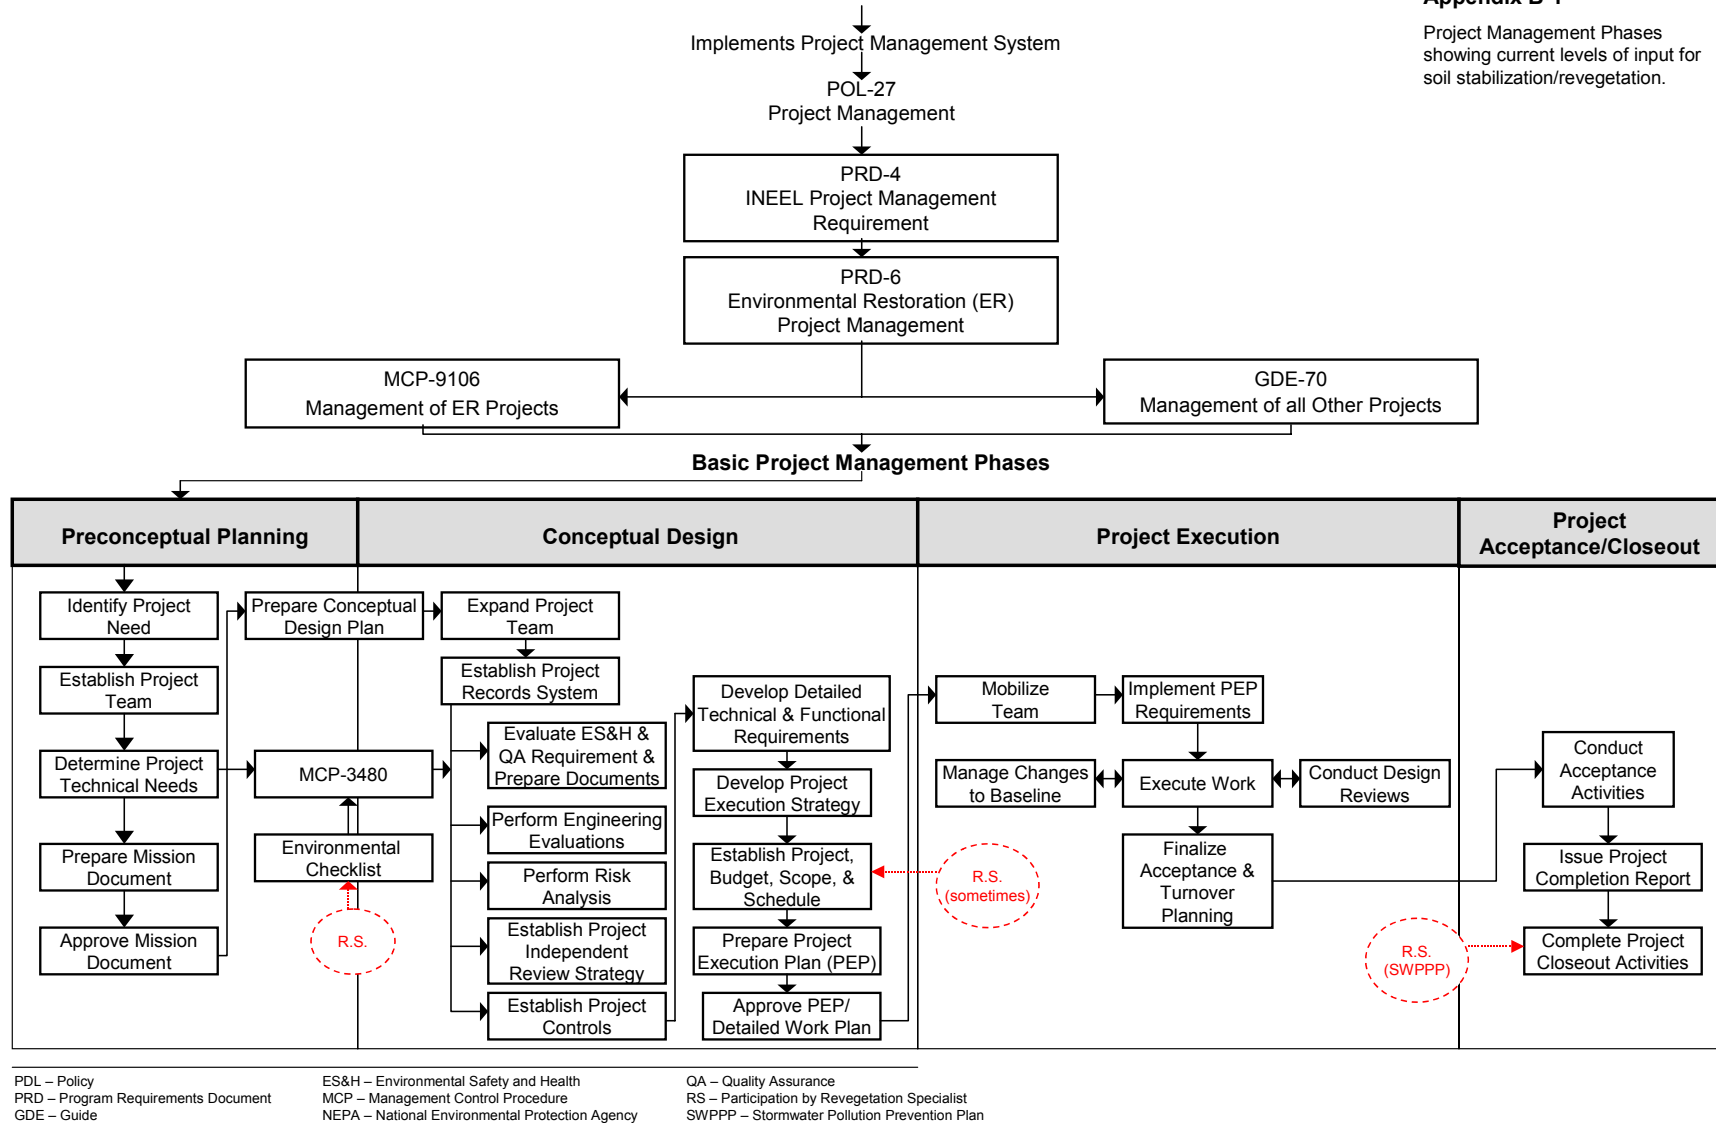 Appendix B-1
Project Management Phases
showing current levels of input for
soil stabilization/revegetation.
Implements Project Management System
POL-27
Project Management
PRD-4
INEEL Project Management
Requirement
PRD-6
Environmental Restoration (ER)
Project Management
MCP-9106
Management of ER Projects
GDE-70
Management of all Other Projects
Basic Project Management Phases
Preconceptual Planning
Conceptual Design
Project Execution
Project
Acceptance/Closeout
Identify Project
Need
Establish Project
Team
Determine Project
Technical Needs
Prepare Mission
Document
Approve Mission
Document
Prepare Conceptual
Design Plan
MCP-3480
Environmental
Checklist
R.S.
Expand Project
Team
Establish Project
Records System
Evaluate ES&H &
QA Requirement &
Prepare Documents
Perform Engineering
Evaluations
Perform Risk
Analysis
Establish Project
Independent
Review Strategy
Establish Project
Controls
Develop Detailed
Technical & Functional
Requirements
Develop Project
Execution Strategy
Establish Project,
Budget, Scope, &
Schedule
Prepare Project
Execution Plan (PEP)
Approve PEP/
Detailed Work Plan
R.S.
(sometimes)
Mobilize
Team
Implement PEP
Requirements
Manage Changes
to Baseline
Execute Work
Conduct Design
Reviews
Finalize
Acceptance &
Turnover
Planning
R.S.
(SWPPP)
Conduct
Acceptance
Activities
Issue Project
Completion Report
Complete Project
Closeout Activities
PDL – Policy
PRD – Program Requirements Document
GDE – Guide
ES&H – Environmental Safety and Health
MCP – Management Control Procedure
NEPA – National Environmental Protection Agency
QA – Quality Assurance
RS – Participation by Revegetation Specialist
SWPPP – Stormwater Pollution Prevention Plan